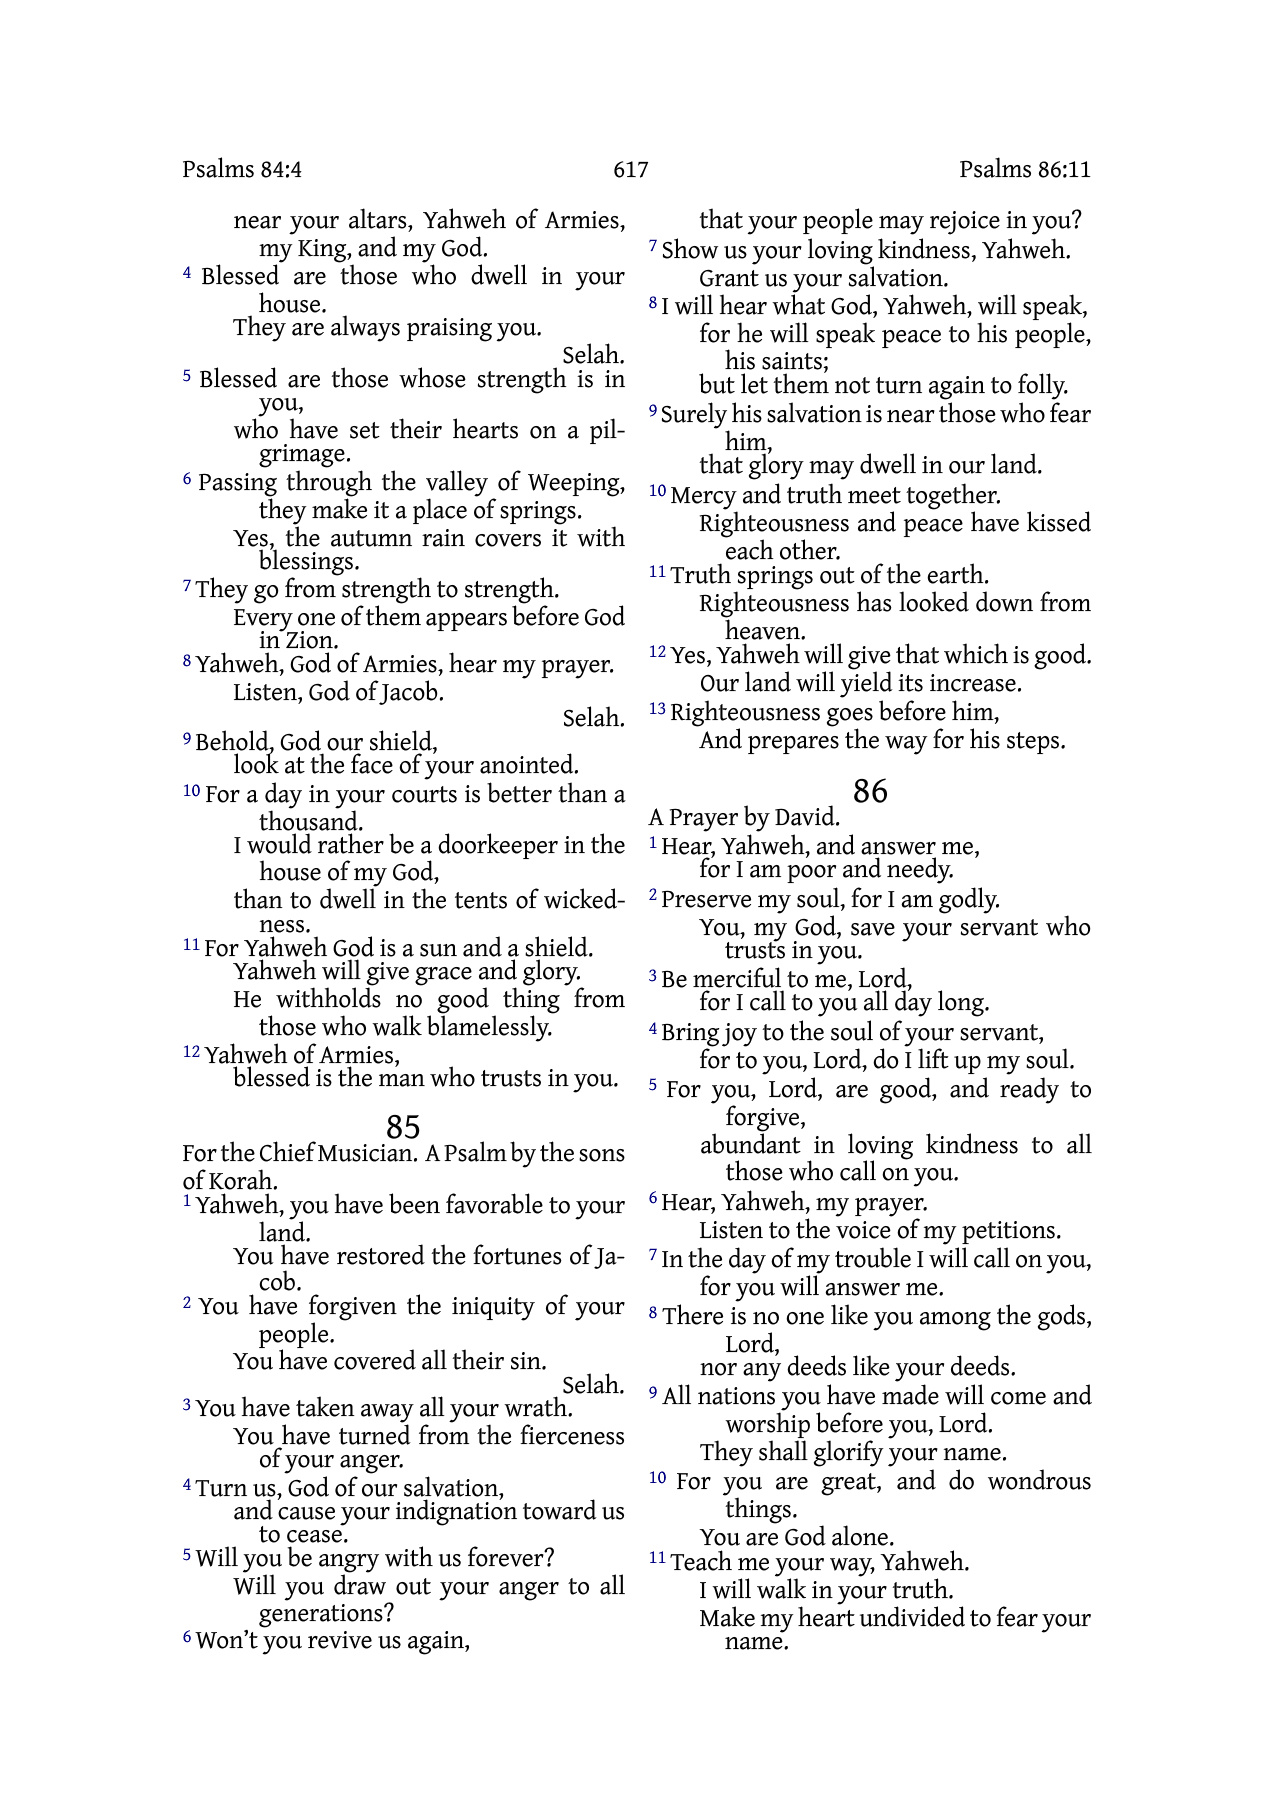 Psalms 84:4 617 Psalms 86:11
near your altars, Yahweh of Armies,
my King, and my God.
4 Blessed are those who dwell in your
house.
They are always praising you.
Selah.
5 Blessed are those whose strength is in
you,
who have set their hearts on a pil-
grimage.
6 Passing through the valley of Weeping,
they make it a place of springs.
Yes, the autumn rain covers it with
blessings.
7 They go from strength to strength.
Every one of them appears before God
in Zion.
8 Yahweh, God of Armies, hear my prayer.
Listen, God of Jacob.
Selah.
9 Behold, God our shield,
look at the face of your anointed.
10 For a day in your courts is better than a
thousand.
I would rather be a doorkeeper in the
house of my God,
than to dwell in the tents of wicked-
ness.
11 For Yahweh God is a sun and a shield.
Yahweh will give grace and glory.
He withholds no good thing from
those who walk blamelessly.
12 Yahweh of Armies,
blessed is the man who trusts in you.
85
For the Chief Musician. A Psalm by the sons
of Korah.
1 Yahweh, you have been favorable to your
land.
You have restored the fortunes of Ja-
cob.
2 You have forgiven the iniquity of your
people.
You have covered all their sin.
Selah.
3 You have taken away all your wrath.
You have turned from the fierceness
of your anger.
4 Turn us, God of our salvation,
and cause your indignation toward us
to cease.
5 Will you be angry with us forever?
Will you draw out your anger to all
generations?
6 Won't you revive us again,
that your people may rejoice in you?
7 Show us your loving kindness, Yahweh.
Grant us your salvation.
8 I will hear what God, Yahweh, will speak,
for he will speak peace to his people,
his saints;
but let them not turn again to folly.
9 Surely his salvation is near those who fear
him,
that glory may dwell in our land.
10 Mercy and truth meet together.
Righteousness and peace have kissed
each other.
11 Truth springs out of the earth.
Righteousness has looked down from
heaven.
12 Yes, Yahweh will give that which is good.
Our land will yield its increase.
13 Righteousness goes before him,
And prepares the way for his steps.
86
A Prayer by David.
1 Hear, Yahweh, and answer me,
for I am poor and needy.
2 Preserve my soul, for I am godly.
You, my God, save your servant who
trusts in you.
3 Be merciful to me, Lord,
for I call to you all day long.
4 Bring joy to the soul of your servant,
for to you, Lord, do I lift up my soul.
5 For you, Lord, are good, and ready to
forgive,
abundant in loving kindness to all
those who call on you.
6 Hear, Yahweh, my prayer.
Listen to the voice of my petitions.
7 In the day of my trouble I will call on you,
for you will answer me.
8 There is no one like you among the gods,
Lord,
nor any deeds like your deeds.
9 All nations you have made will come and
worship before you, Lord.
They shall glorify your name.
10 For you are great, and do wondrous
things.
You are God alone.
11 Teach me your way, Yahweh.
I will walk in your truth.
Make my heart undivided to fear your
name.